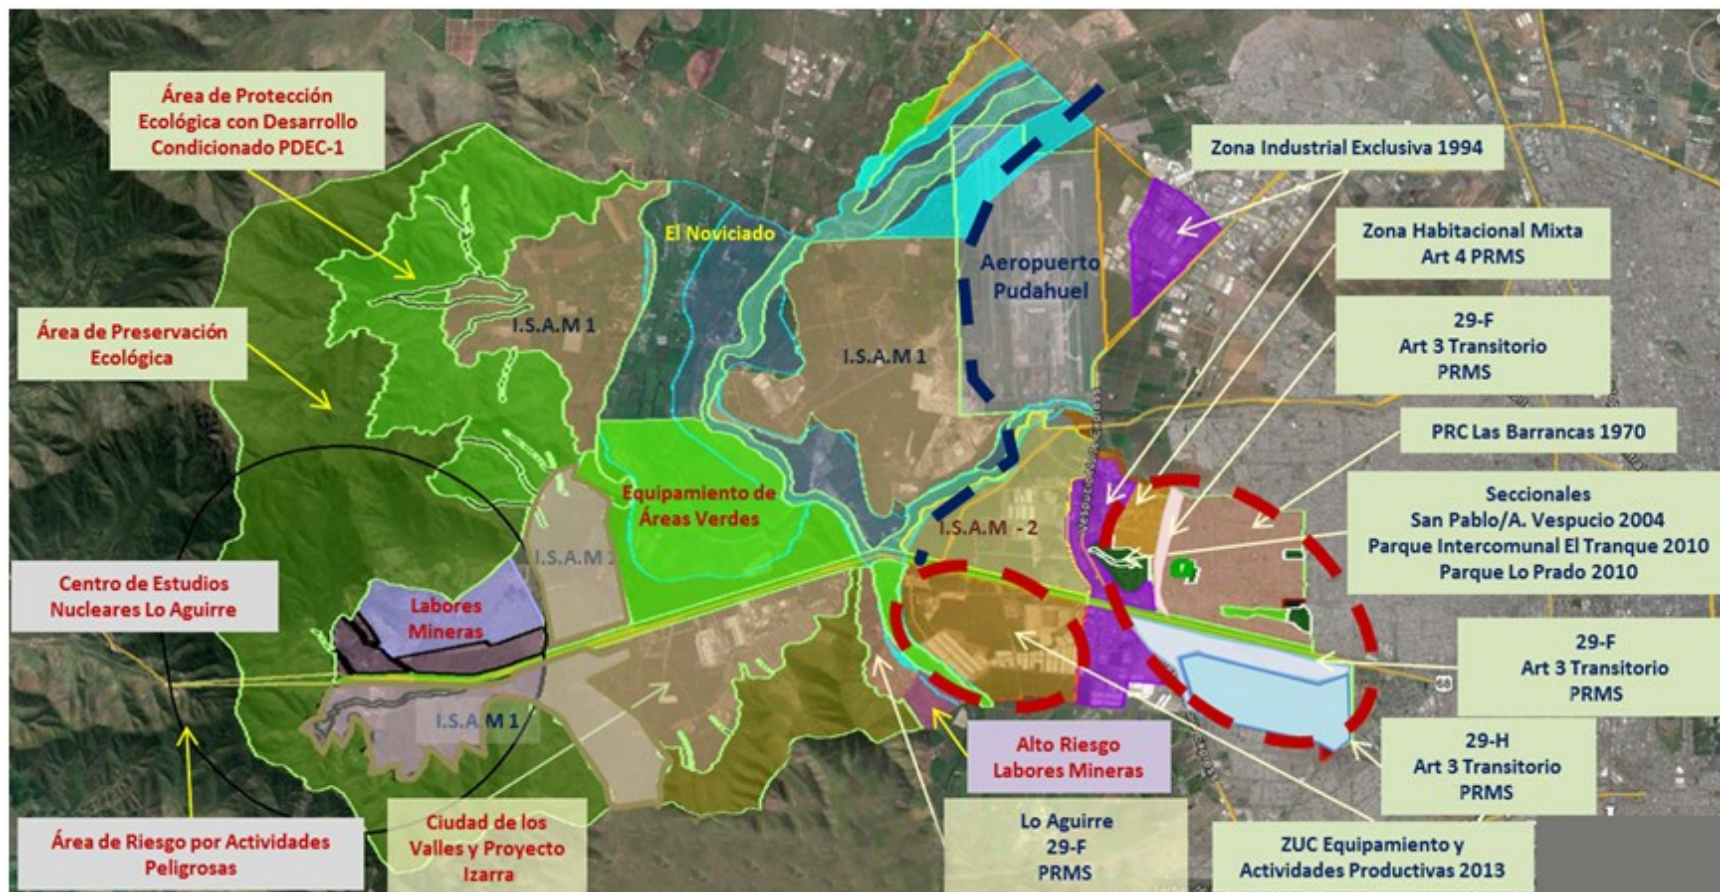 Área de Protección
Ecológica con Desarrollo
Condicionado PDEC-1
Zona Industrial Exclusiva 1994
El Noviciado
Zona Habitacional Mixta
Art 4 PRMS
Aeropuerto
Pudahuel
Área de Preservación
Ecológica
I.S.A.M 1
I.S.A.M 1
29-F
Art 3 Transitorio
PRMS
PRC Las Barrancas 1970
Vespucio Norte Express
Equipamiento de
Áreas Verdes
I.S.A.M - 2
Seccionales
San Pablo/A. Vespucio 2004
Parque Intercomunal El Tranque 2010
Parque Lo Prado 2010
I.S.A.M 1
Centro de Estudios
Nucleares Lo Aguirre
Labores
Mineras
29-F
Art 3 Transitorio
PRMS
68
I.S.A.M 1
Alto Riesgo
Labores Mineras
29-H
Art 3 Transitorio
PRMS
Área de Riesgo por Actividades
Peligrosas
Ciudad de los
Valles y Proyecto
Izarra
Lo Aguirre
29-F
PRMS
ZUC Equipamiento y
Actividades Productivas 2013